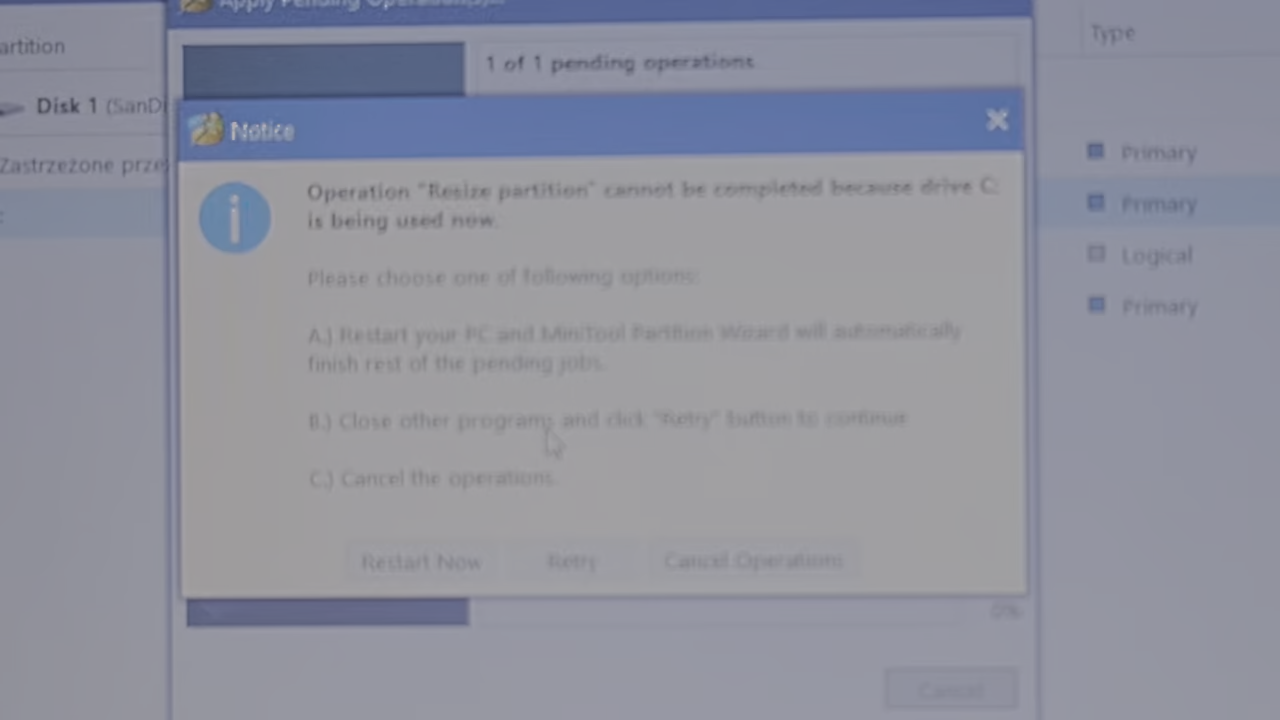 Apply Pending Operation(s)
artition
Type
1 of 1 pending operations
Disk 1 (SanDi
Notice
Zastrzeżone prze
Primary
Operation "Resize partition" cannot be completed because drive C:
is being used now.
Primary
Please choose one of following options:
Logical
Primary
A.) Restart your PC and MiniTool Partition Wizard will automatically
finish rest of the pending jobs.
B.) Close other programs and click "Retry" button to continue
C.) Cancel the operations.
Restart Now
Retry
Cancel Operations
0%
Cancel